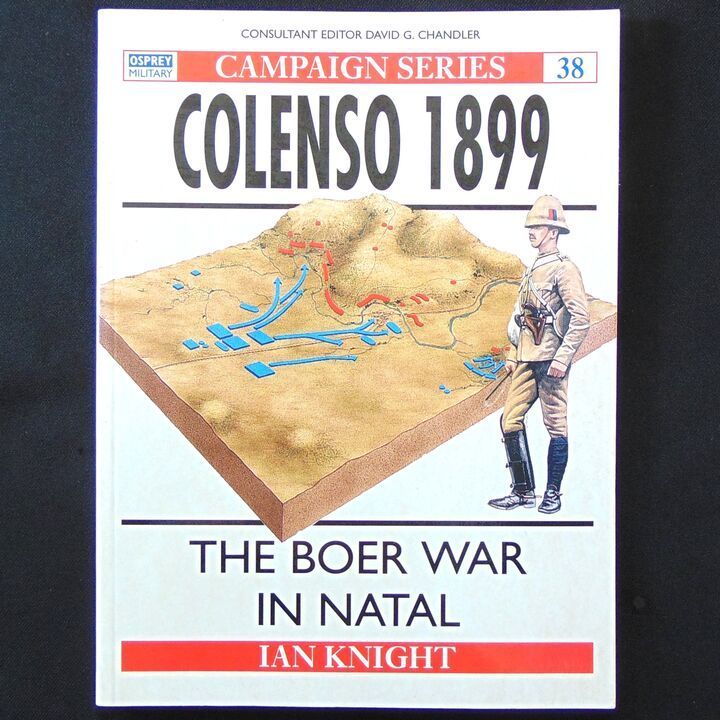 CONSULTANT EDITOR DAVID G. CHANDLER
OSPREY
MILITARY
CAMPAIGN SERIES
38
COLENSO 1899
THE BOER WAR
IN NATAL
IAN KNIGHT